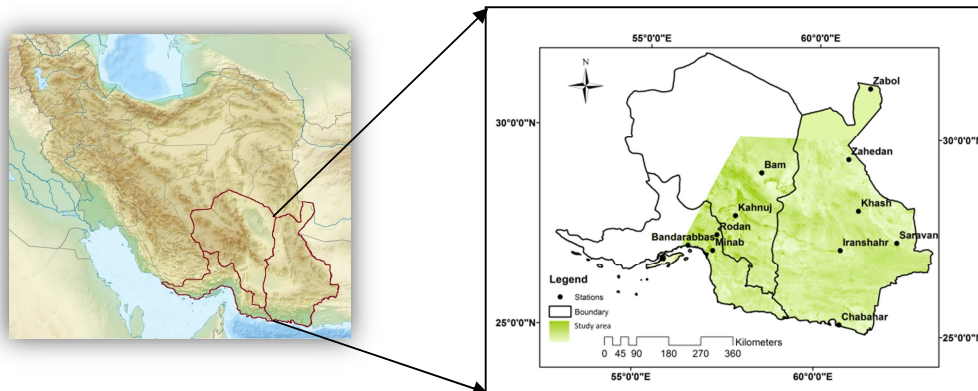 55°0'0"E 60°0'0"E
N
Zabol
30°0'0"N 30°0'0"N
Zahedan
Bam
Khash
Kahnuj
Rodan
Bandarabbas
Minab
Saravan
Iranshahr
Legend
Stations
Boundary
Study area
Chabahar
25°0'0"N 25°0'0"N
Kilometers
0 45 90 180 270 360
55°0'0"E 60°0'0"E